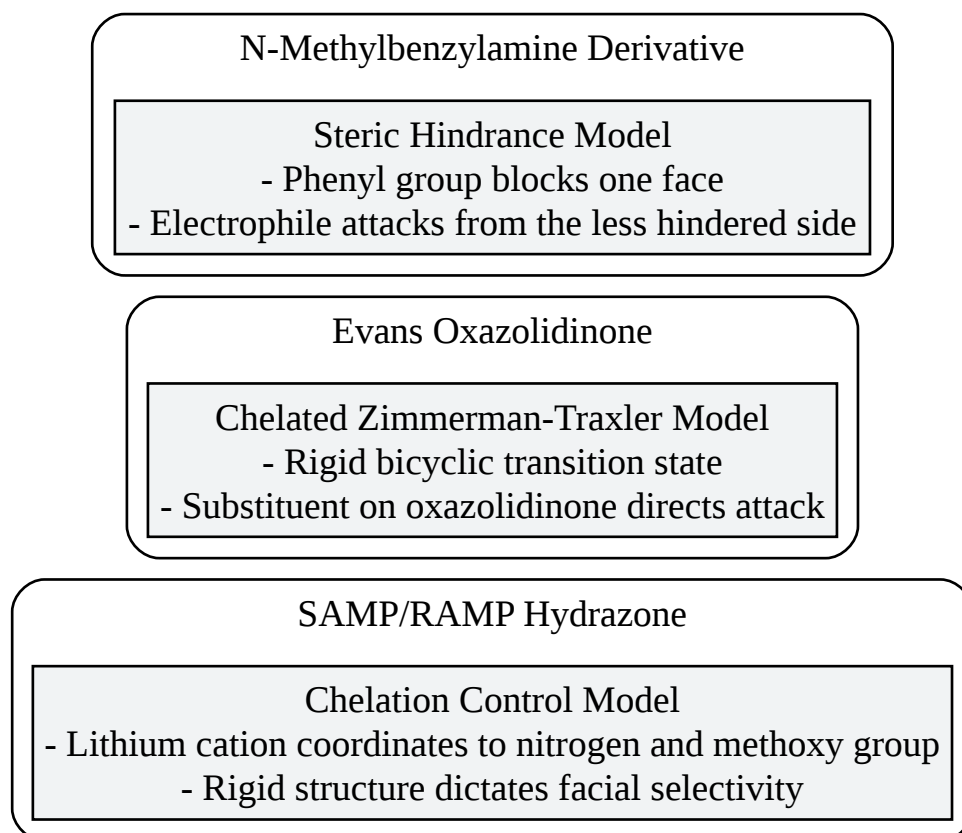 N-Methylbenzylamine Derivative
Steric Hindrance Model
- Phenyl group blocks one face
- Electrophile attacks from the less hindered side
Evans Oxazolidinone
Chelated Zimmerman-Traxler Model
- Rigid bicyclic transition state
- Substituent on oxazolidinone directs attack
SAMP/RAMP Hydrazone
Chelation Control Model
- Lithium cation coordinates to nitrogen and methoxy group
- Rigid structure dictates facial selectivity